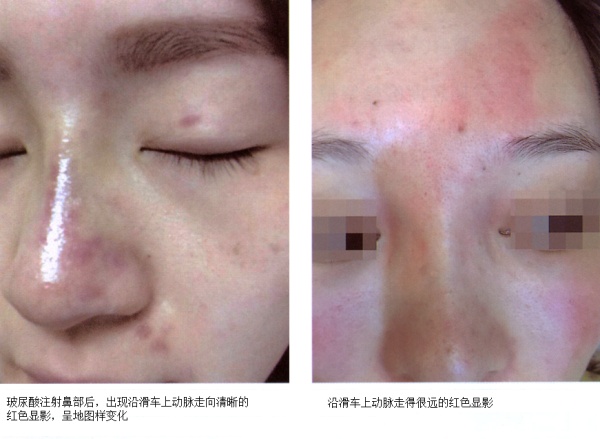 玻尿酸注射鼻部后，出现沿滑车上动脉走向清晰的
红色显影，呈地图样变化
沿滑车上动脉走得很远的红色显影